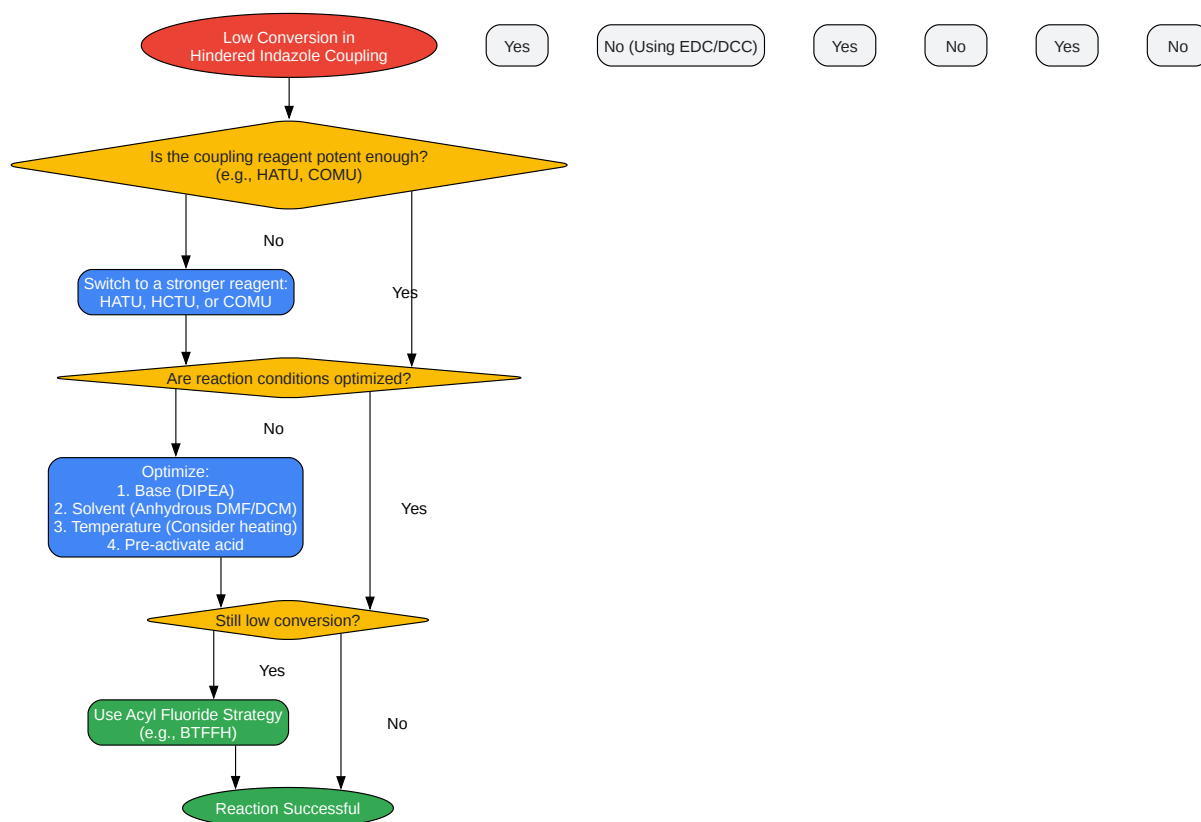 Low Conversion in
Hindered Indazole Coupling
Yes
No (Using EDC/DCC)
Yes
No
Yes
No
Is the coupling reagent potent enough?
(e.g., HATU, COMU)
No
Switch to a stronger reagent:
HATU, HCTU, or COMU
Yes
Are reaction conditions optimized?
No
Optimize:
1. Base (DIPEA)
2. Solvent (Anhydrous DMF/DCM)
3. Temperature (Consider heating)
4. Pre-activate acid
Yes
Still low conversion?
Yes
Use Acyl Fluoride Strategy
(e.g., BTFFH)
No
Reaction Successful